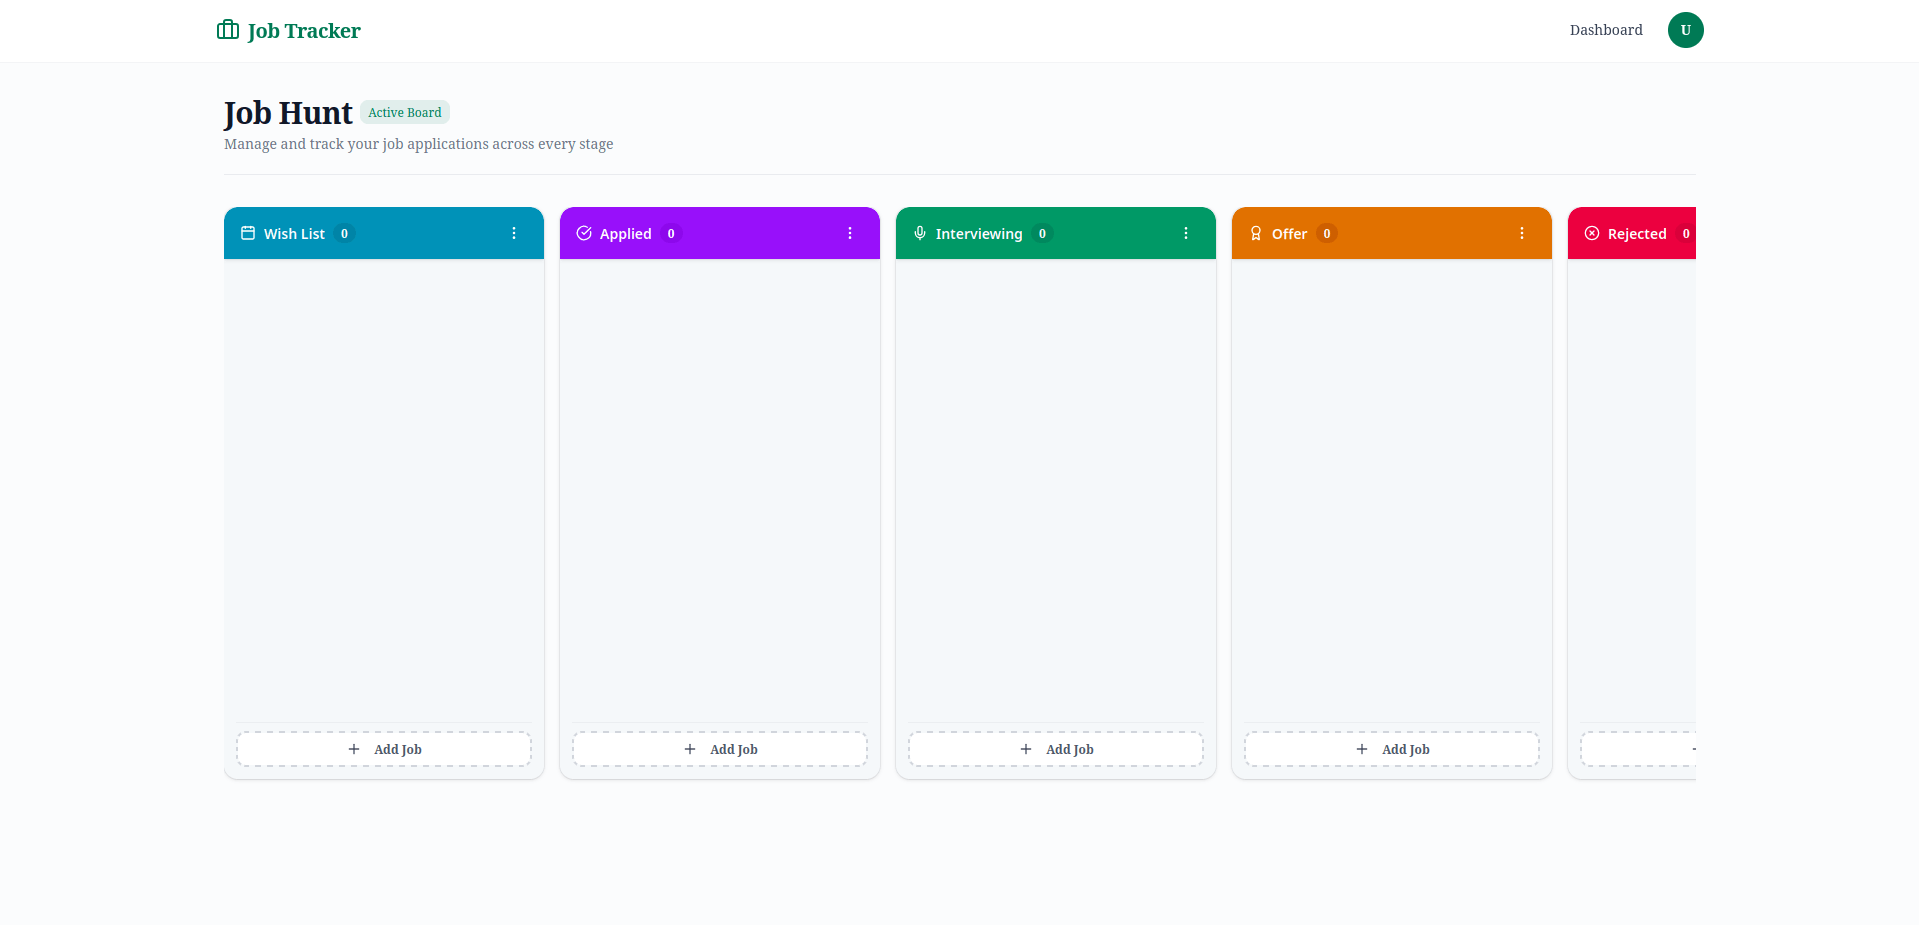 Job Tracker
Dashboard
U
Job Hunt
Active Board
Manage and track your job applications across every stage
Wish List 0
Applied 0
Interviewing 0
Offer 0
Rejected 0
Add Job
Add Job
Add Job
Add Job